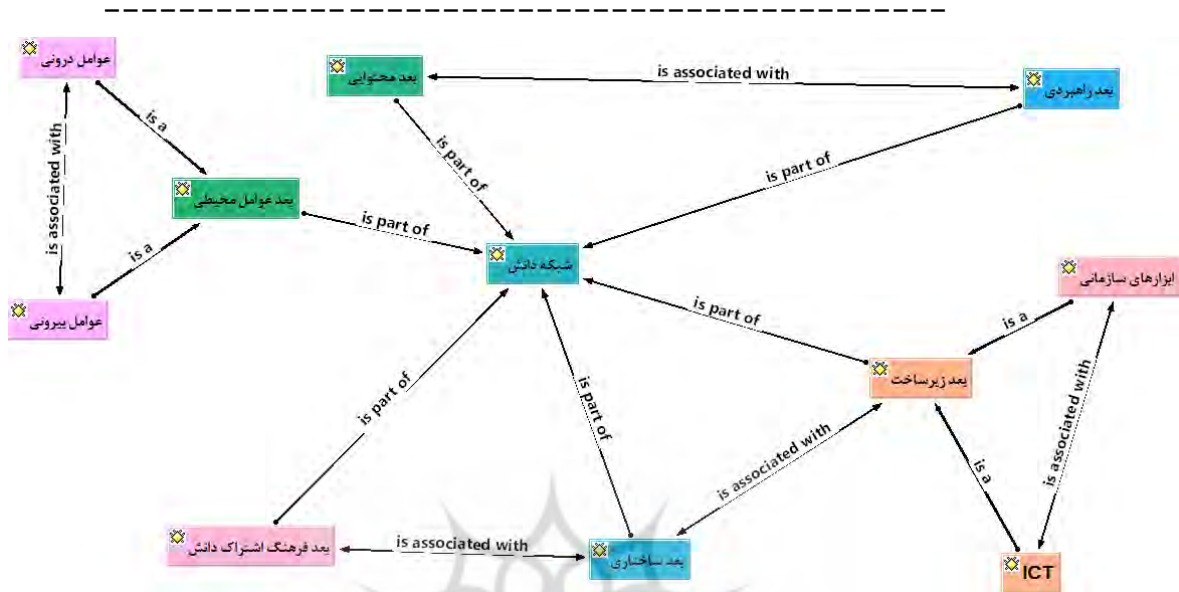 عوامل درونی
بعد محتوایی
is associated with
بعد راهبردی
is a
is associated with
is part of
is part of
بعد عوامل محیطی
is part of
is a
شبکه دانش
ابزارهای سازمانی
عوامل بیرونی
is part of
is a
بعد زیرساخت
is part of
is part of
is associated with
is associated with
is a
بعد فرهنگ اشتراک دانش
is associated with
بعد ساختاری
ICT